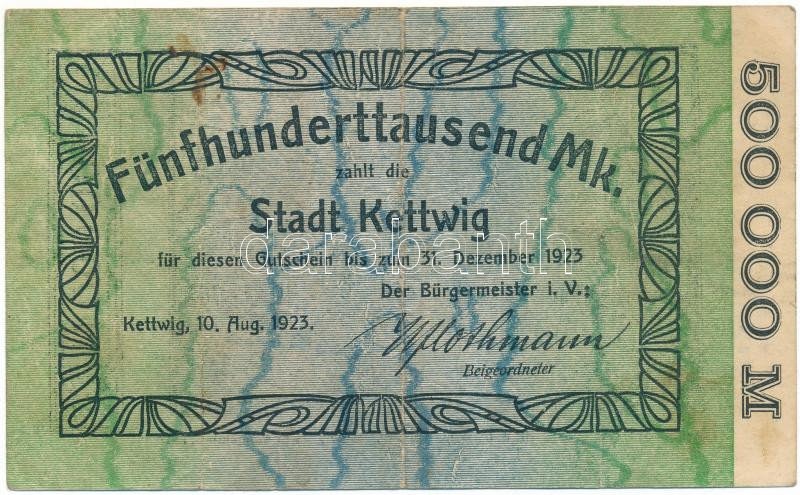 Fünfhunderttausend Mk.
zahlt die
Stadt Kettwig
für diesen Gutschein bis zum 31. Dezember 1923
Der Bürgermeister i. V.:
Kettwig, 10. Aug. 1923.
Beigeordneter
500 000 M
darabanth